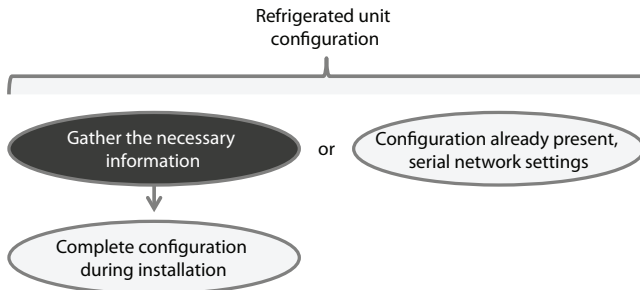 Refrigerated unit
configuration
Gather the necessary
information
or
Configuration already present,
serial network settings
Complete configuration
during installation